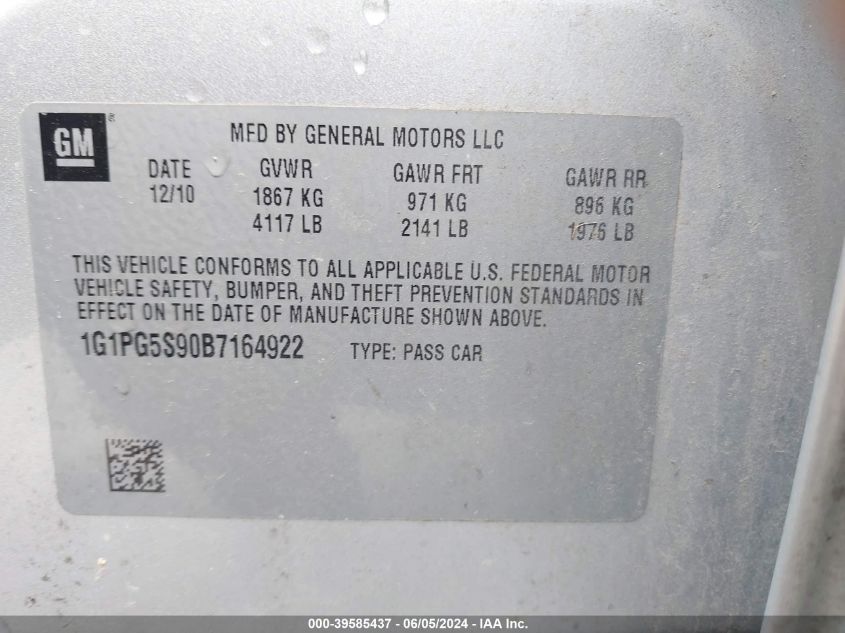 GM®
MFD BY GENERAL MOTORS LLC
DATE GVWR GAWR FRT GAWR RR
12/10 1867 KG 971 KG 896 KG
4117 LB 2141 LB 1976 LB
THIS VEHICLE CONFORMS TO ALL APPLICABLE U.S. FEDERAL MOTOR
VEHICLE SAFETY, BUMPER, AND THEFT PREVENTION STANDARDS IN
EFFECT ON THE DATE OF MANUFACTURE SHOWN ABOVE.
1G1PG5S90B7164922 TYPE: PASS CAR
000-39585437 - 06/05/2024 - IAA Inc.